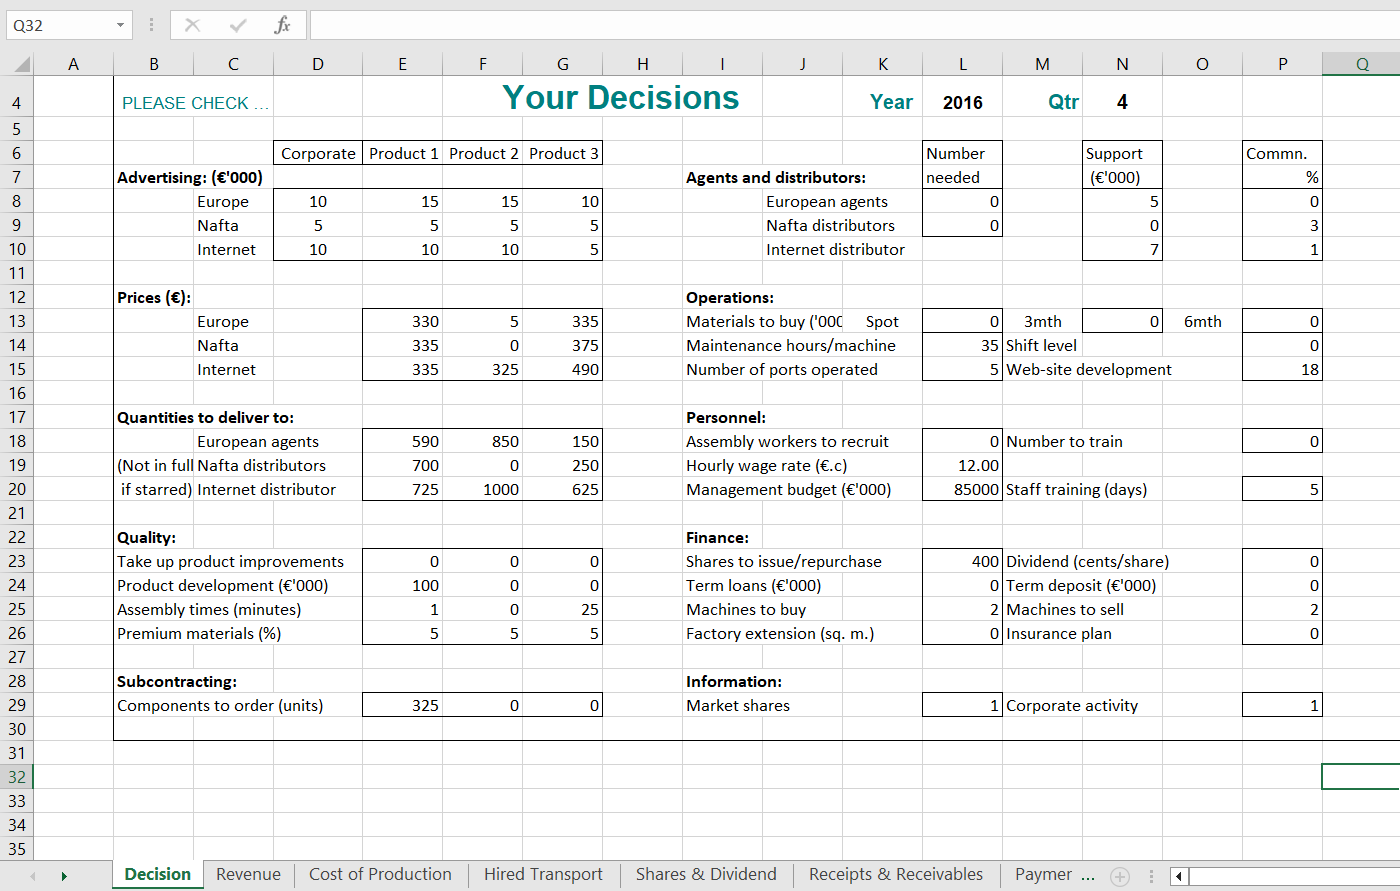 Q32 fx
A B C D E F G H I J K L M N O P Q
4 PLEASE CHECK ... Your Decisions Year 2016 Qtr 4
5
6 Corporate Product 1 Product 2 Product 3 Number Support Commn.
7 Advertising: (€'000) Agents and distributors: needed (€'000) %
8 Europe 10 15 15 10 European agents 0 5 0
9 Nafta 5 5 5 5 Nafta distributors 0 0 3
10 Internet 10 10 10 5 Internet distributor 7 1
11
12 Prices (€): Operations:
13 Europe 330 5 335 Materials to buy ('000 Spot 0 3mth 0 6mth 0
14 Nafta 335 0 375 Maintenance hours/machine 35 Shift level 0
15 Internet 335 325 490 Number of ports operated 5 Web-site development 18
16
17 Quantities to deliver to: Personnel:
18 European agents 590 850 150 Assembly workers to recruit 0 Number to train 0
19 (Not in full Nafta distributors 700 0 250 Hourly wage rate (€.c) 12.00
20 if starred) Internet distributor 725 1000 625 Management budget (€'000) 85000 Staff training (days) 5
21
22 Quality: Finance:
23 Take up product improvements 0 0 0 Shares to issue/repurchase 400 Dividend (cents/share) 0
24 Product development (€'000) 100 0 0 Term loans (€'000) 0 Term deposit (€'000) 0
25 Assembly times (minutes) 1 0 25 Machines to buy 2 Machines to sell 2
26 Premium materials (%) 5 5 5 Factory extension (sq. m.) 0 Insurance plan 0
27
28 Subcontracting: Information:
29 Components to order (units) 325 0 0 Market shares 1 Corporate activity 1
30
31
32
33
34
35
Decision Revenue Cost of Production Hired Transport Shares & Dividend Receipts & Receivables Paymer ...